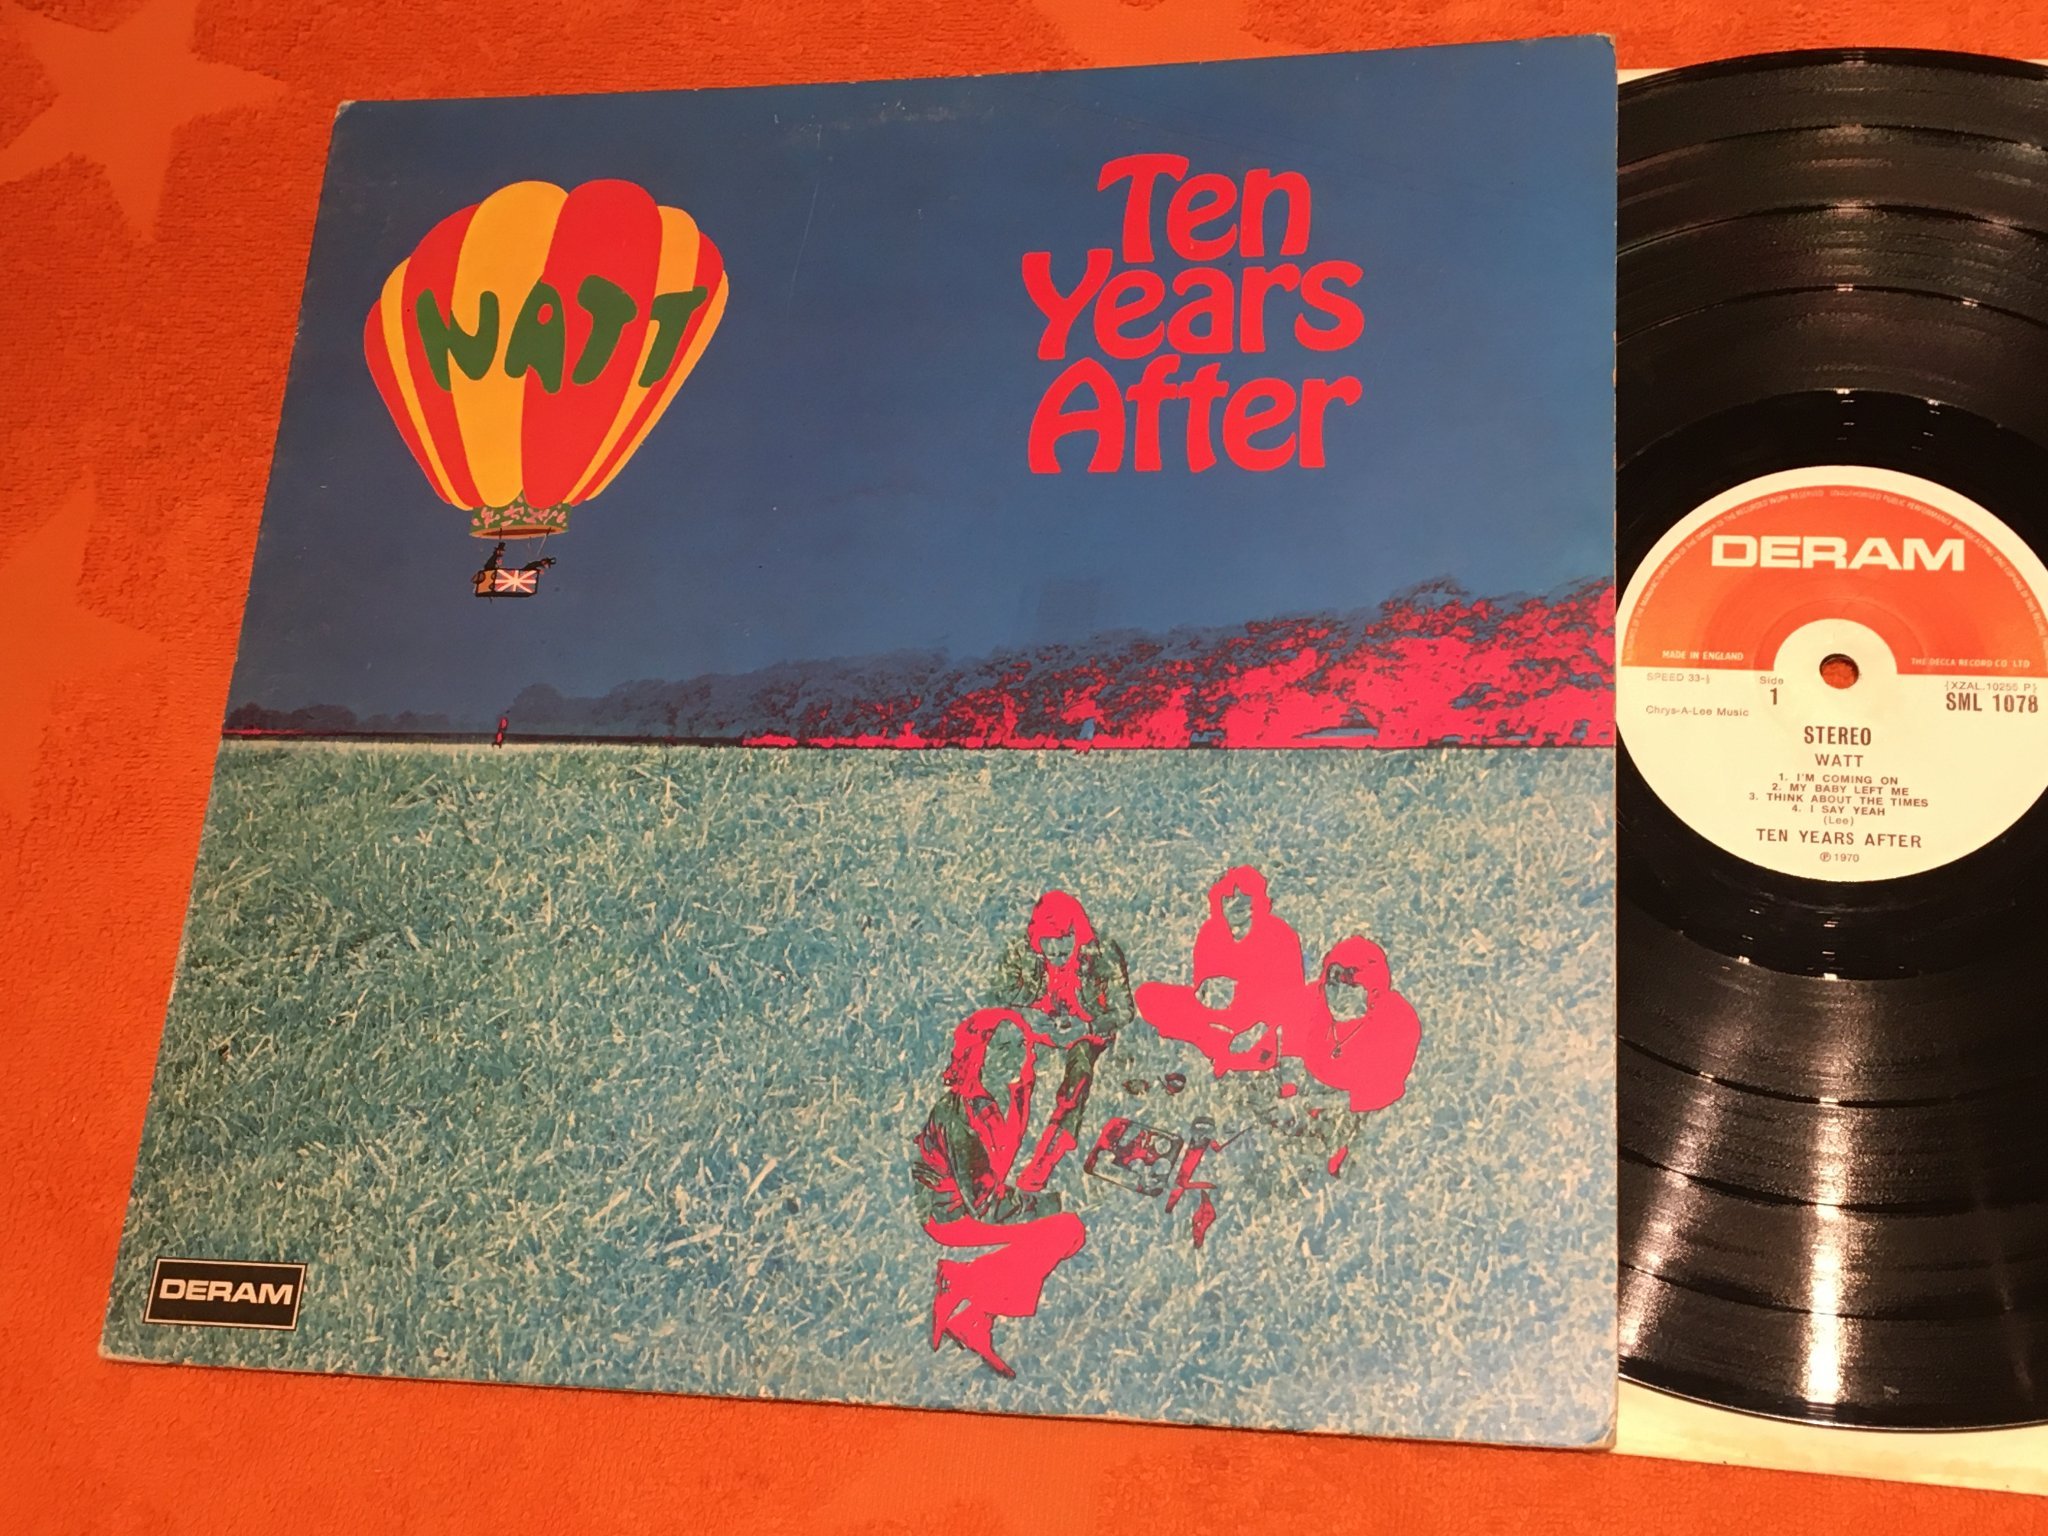 WATT
Ten
Years
After
DERAM
DERAM
MADE IN ENGLAND
THE DECCA RECORD CO LTD
SPEED 33⅓
Side
1
(XZAL.10255 P)
SML 1078
Chrys-A-Lee Music
STEREO
WATT
1. I'M COMING ON
2. MY BABY LEFT ME
3. THINK ABOUT THE TIMES
4. I SAY YEAH
(Lee)
TEN YEARS AFTER
℗ 1970